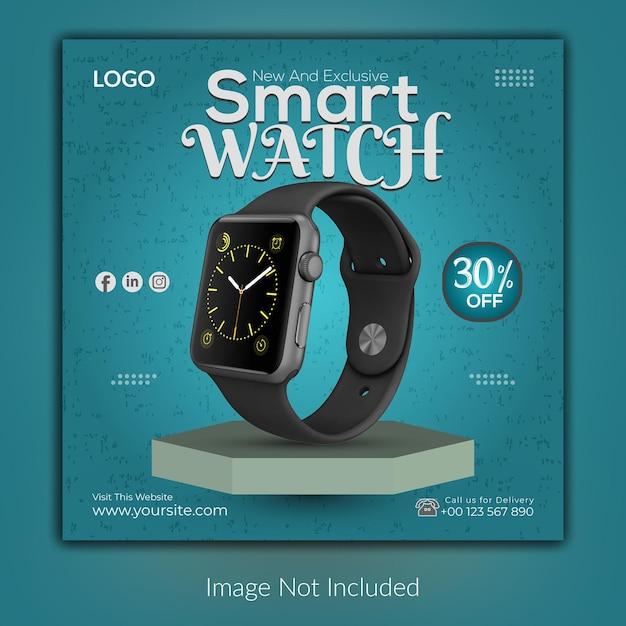 LOGO
New And Exclusive
Smart
WATCH
30%
OFF
Visit This Website
www.yoursite.com
Call us for Delivery
+00 123 567 890
Image Not Included